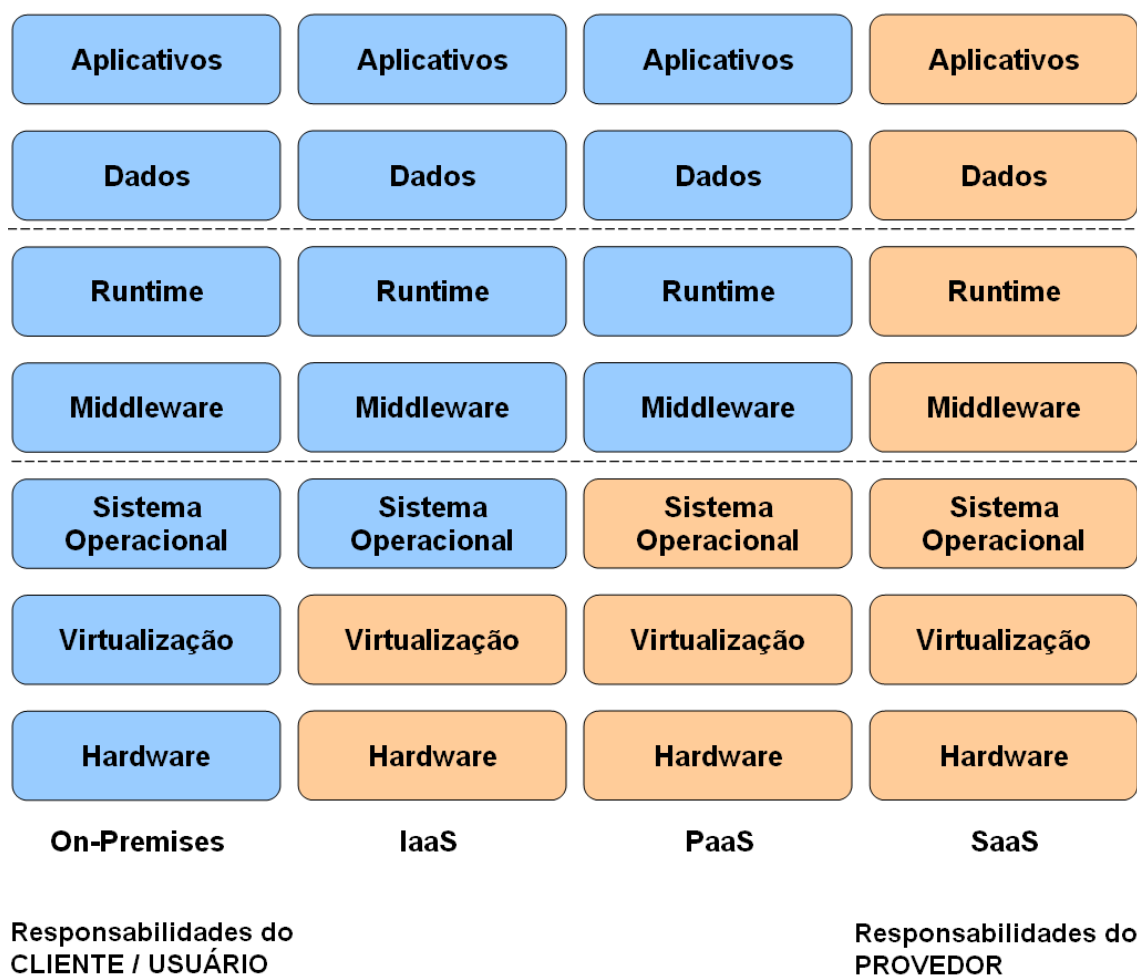 Aplicativos Aplicativos Aplicativos Aplicativos
Dados Dados Dados Dados
Runtime Runtime Runtime Runtime
Middleware Middleware Middleware Middleware
Sistema Sistema Sistema Sistema
Operacional Operacional Operacional Operacional
Virtualização Virtualização Virtualização Virtualização
Hardware Hardware Hardware Hardware
On-Premises IaaS PaaS SaaS
Responsabilidades do
CLIENTE / USUÁRIO
Responsabilidades do
PROVEDOR